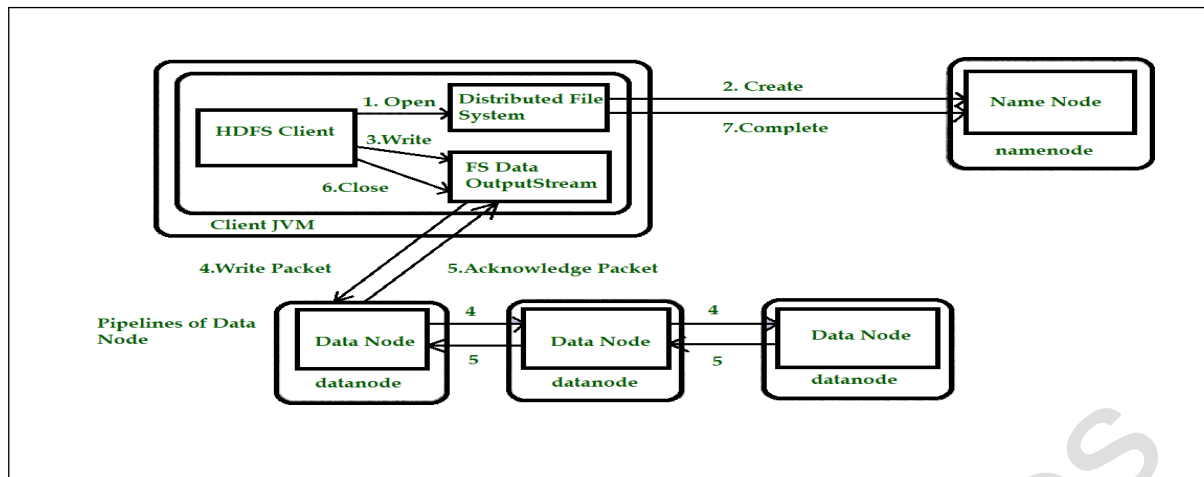 1. Open
Distributed File
System
2. Create
Name Node
HDFS Client
7.Complete
3.Write
namenode
FS Data
OutputStream
6.Close
Client JVM
4.Write Packet
5.Acknowledge Packet
Pipelines of Data
Node
4
4
Data Node
Data Node
Data Node
5
5
datanode
datanode
datanode